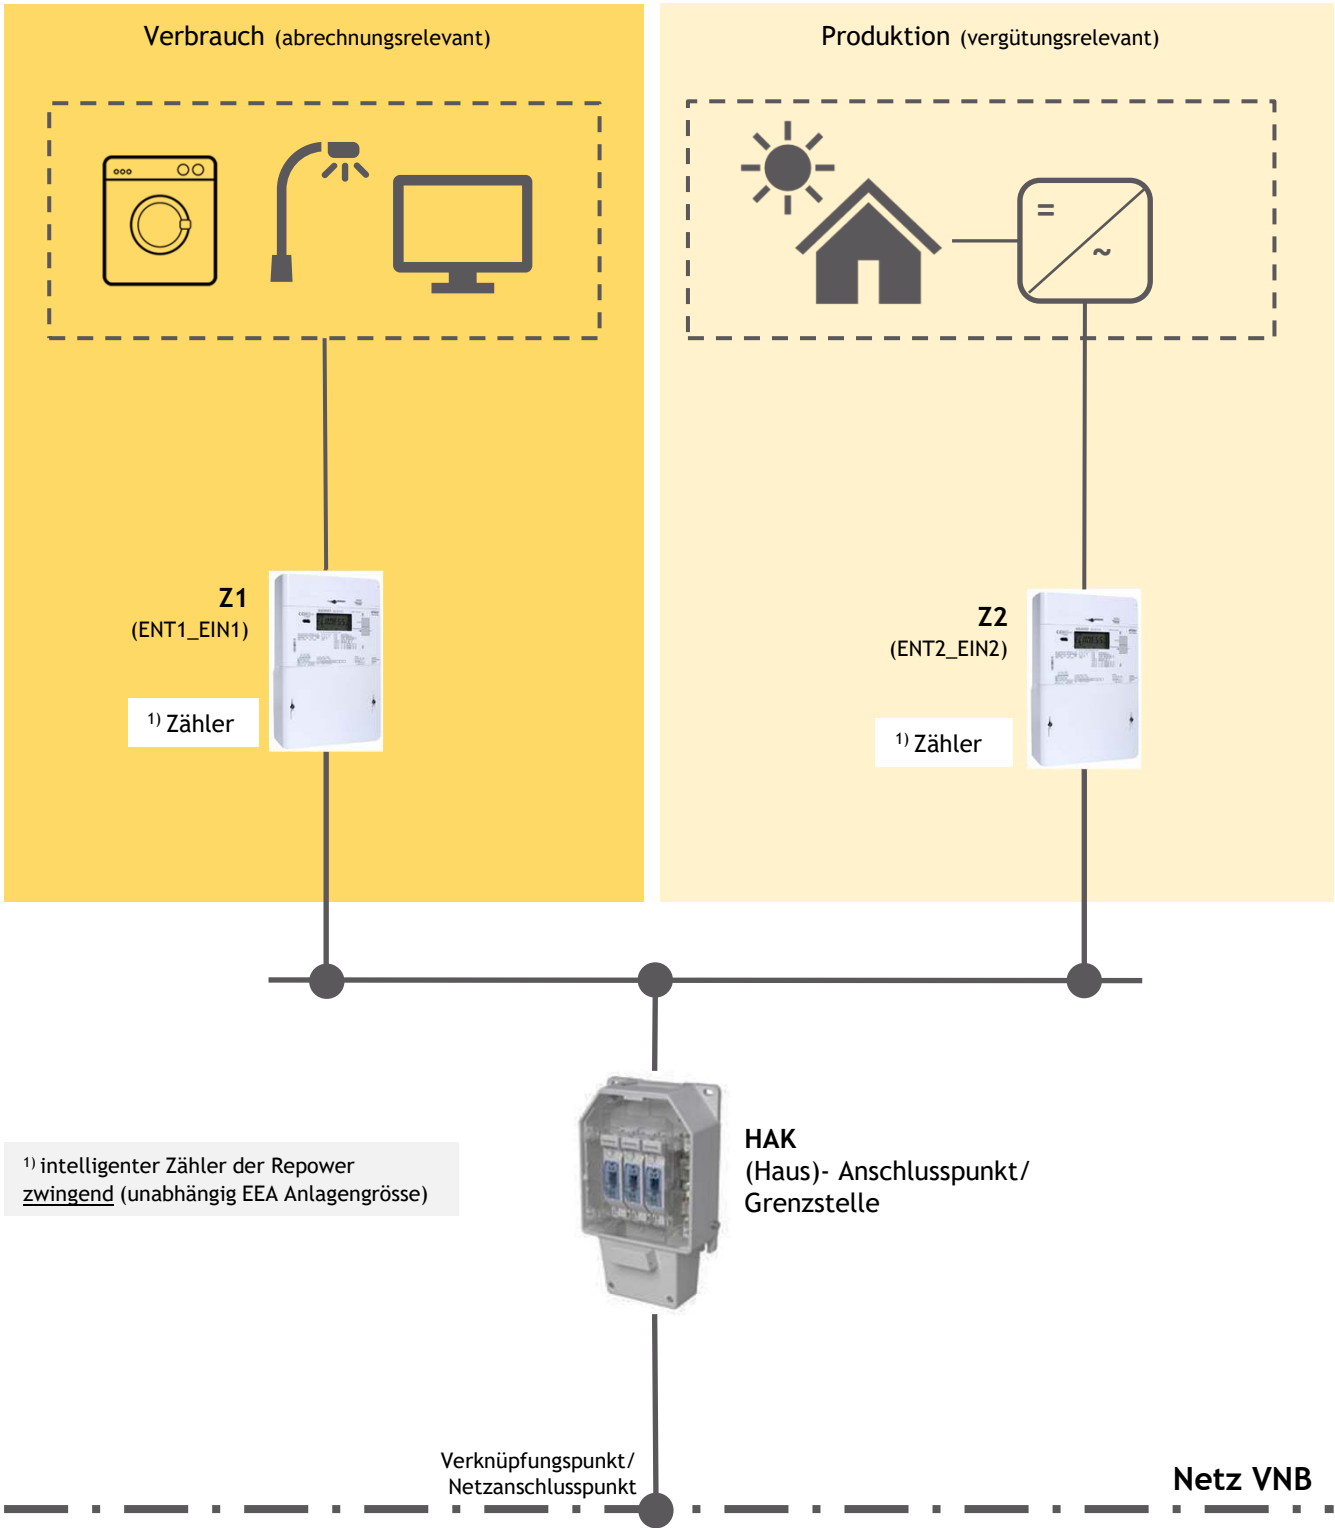 Verbrauch (abrechnungsrelevant)
Produktion (vergütungsrelevant)
=
~
Z1
(ENT1_EIN1)
1) Zähler
Z2
(ENT2_EIN2)
1) Zähler
HAK
(Haus)- Anschlusspunkt/
Grenzstelle
1) intelligenter Zähler der Repower
zwingend (unabhängig EEA Anlagengrösse)
Verknüpfungspunkt/
Netzanschlusspunkt
Netz VNB